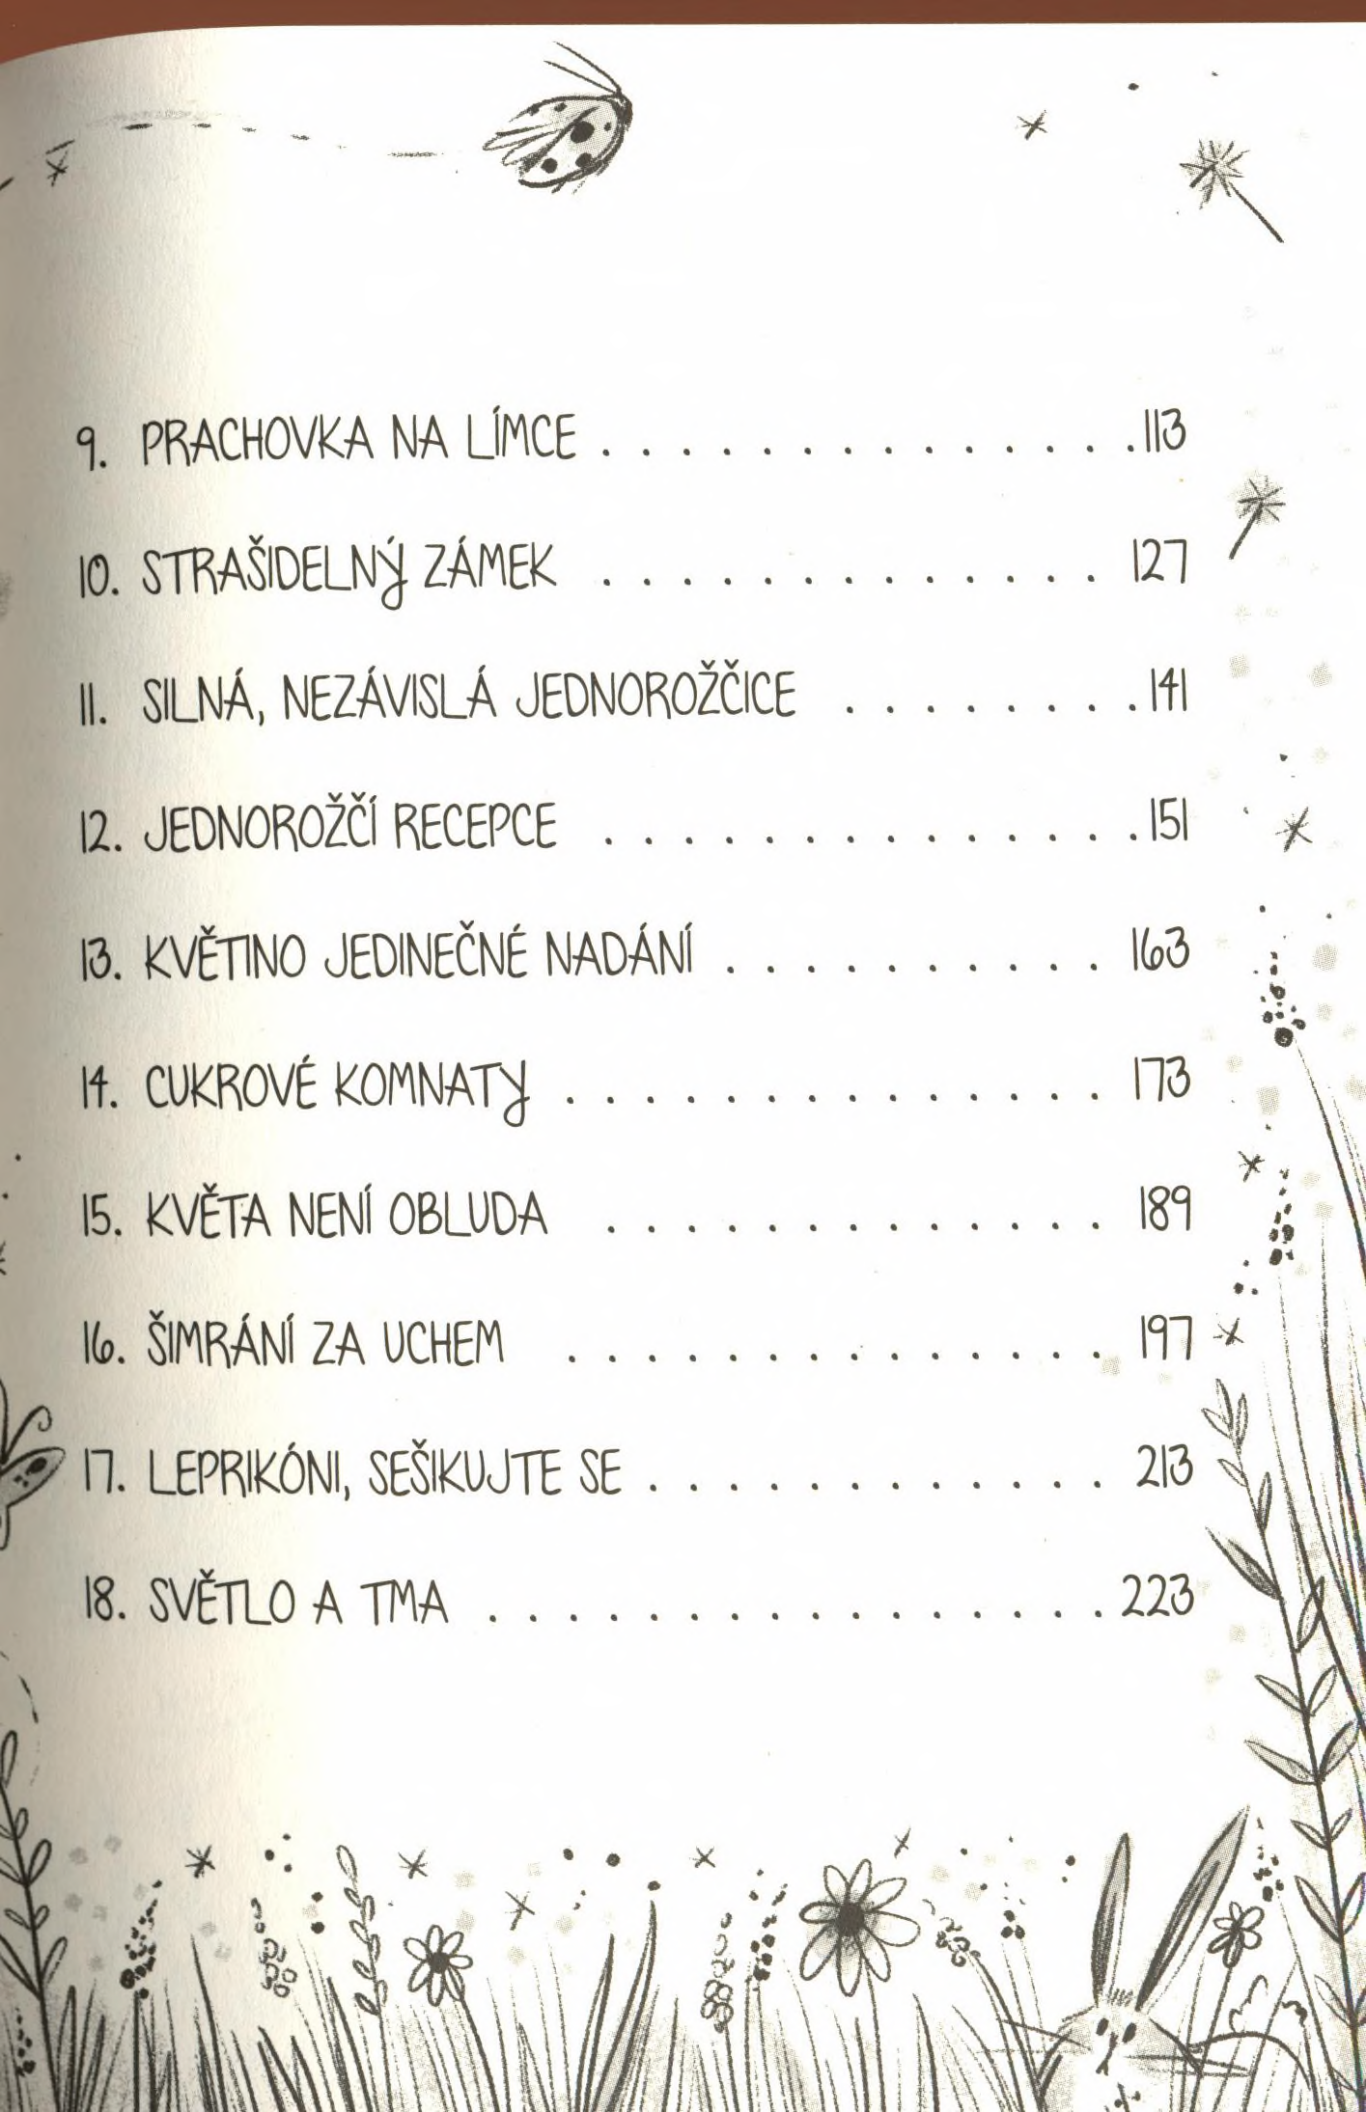 9. PRACHOVKA NA LÍMCE . . . . . . . . . . . . . . 113
10. STRAŠIDELNÝ ZÁMEK . . . . . . . . . . . . . 127
11. SILNÁ, NEZÁVISLÁ JEDNOROŽČICE . . . . . . . . 141
12. JEDNOROŽČÍ RECEPCE . . . . . . . . . . . . . . 151
13. KVĚTINO JEDINEČNÉ NADÁNÍ . . . . . . . . . . 163
14. CUKROVÉ KOMNATY . . . . . . . . . . . . . . 173
15. KVĚTA NENÍ OBLUDA . . . . . . . . . . . . . 189
16. ŠIMRÁNÍ ZA UCHEM . . . . . . . . . . . . . . 197
17. LEPRIKÓNI, SEŠIKUJTE SE . . . . . . . . . . . . 213
18. SVĚTLO A TMA . . . . . . . . . . . . . . . . 223